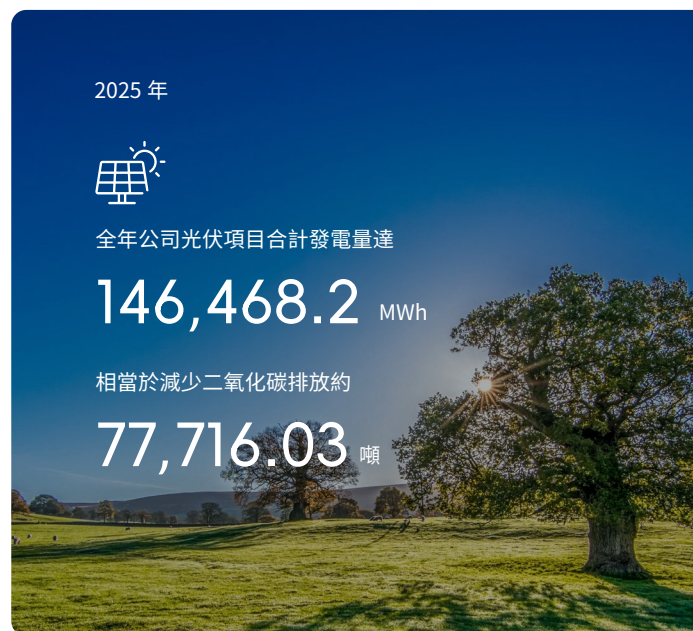 2025 年
全年公司光伏項目合計發電量達
146,468.2 MWh
相當於減少二氧化碳排放約
77,716.03 噸